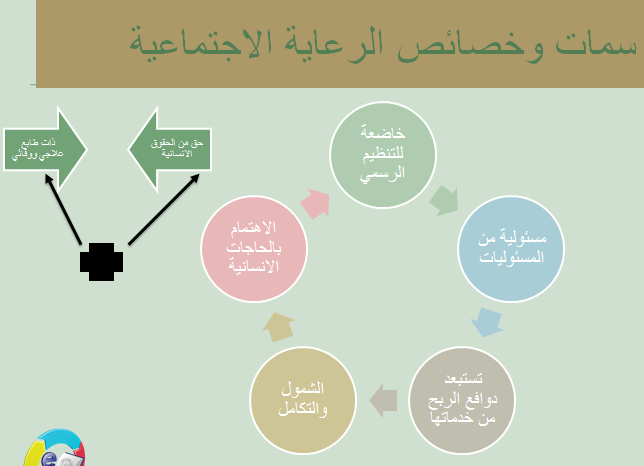 سمات وخصائص الرعاية الاجتماعية
حق من الحقوق
الانسانية
ذات طابع
علاجي ووقائي
خاضعة
للتنظيم
الرسمي
مسئولية من
المسئوليات
تستبعد
دوافع الربح
من خدماتها
الشمول
والتكامل
الاهتمام
بالحاجات
الانسانية